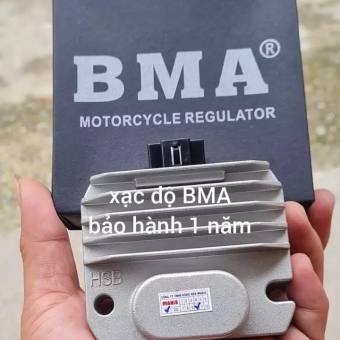 BMA®
MOTORCYCLE REGULATOR
xạc độ BMA
bảo hành 1 năm
HSB